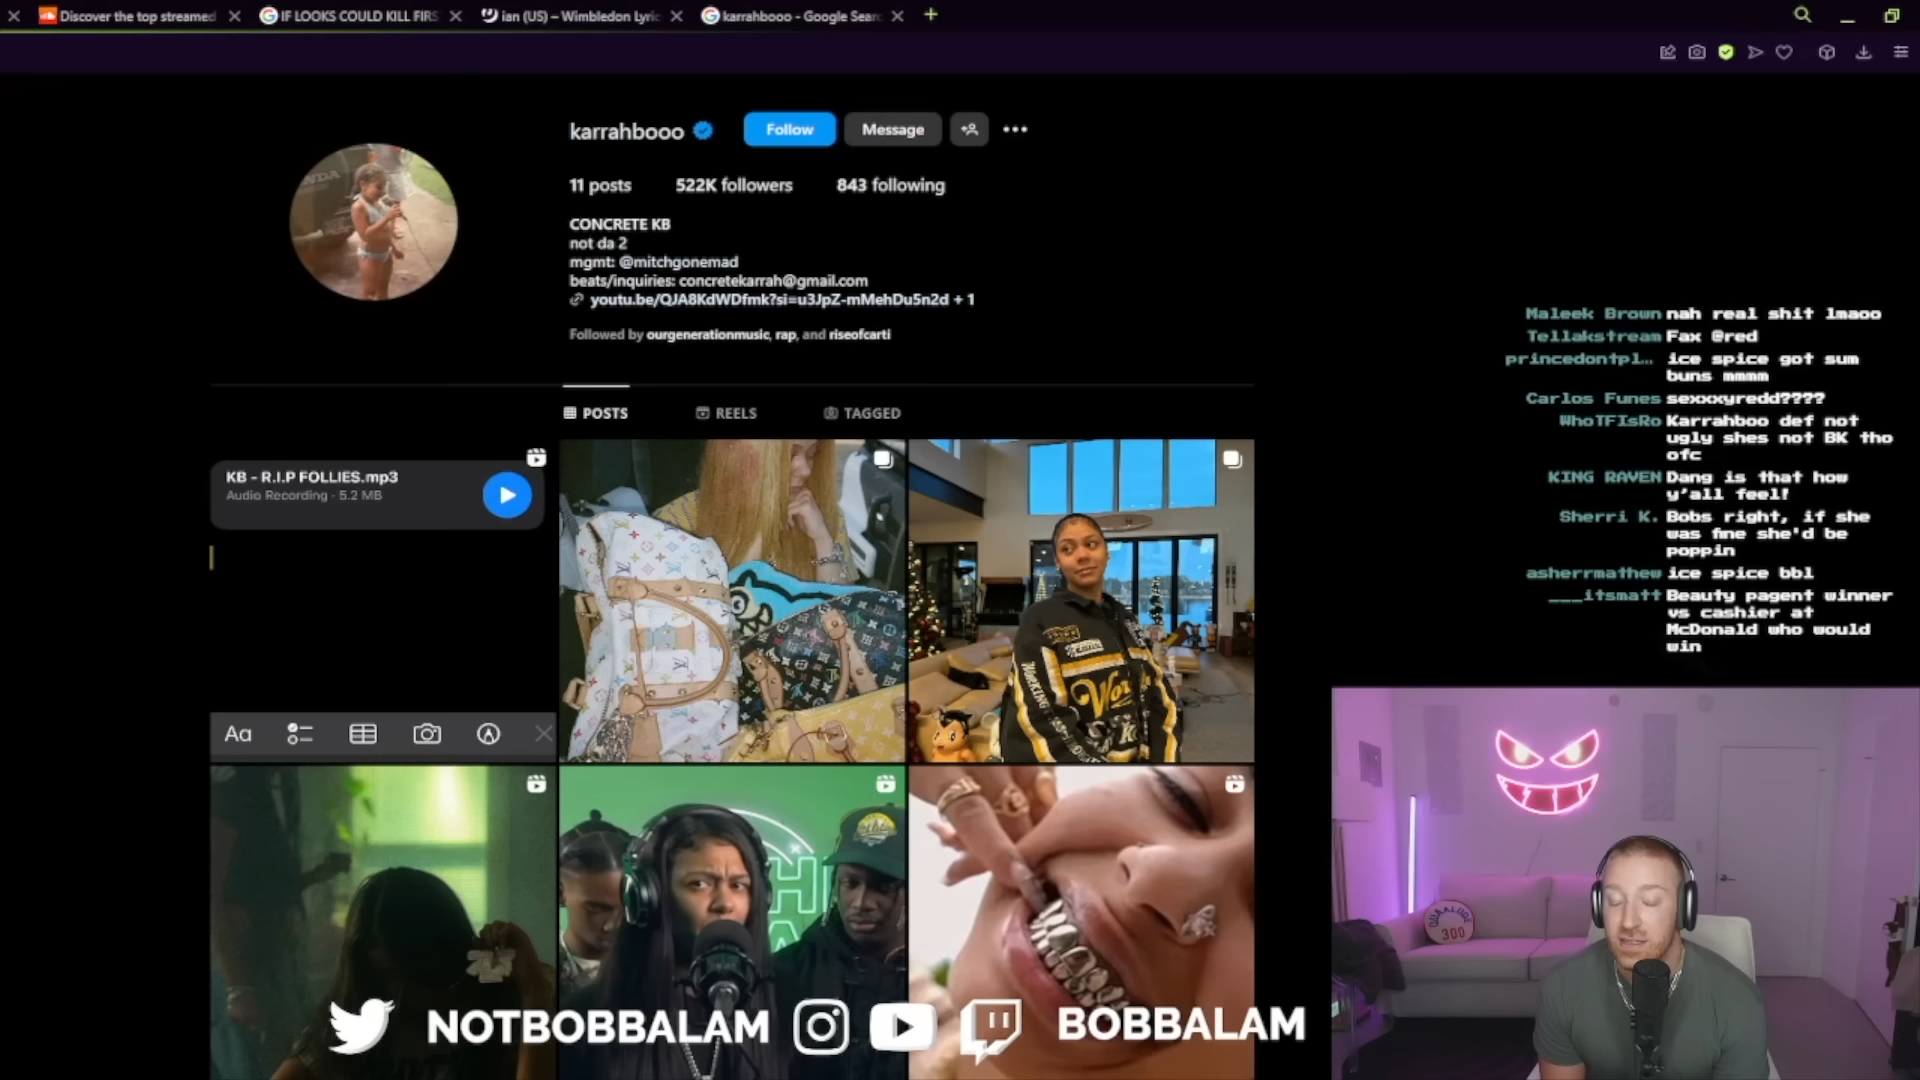 Discover the top streamed
IF LOOKS COULD KILL FIRS
ian (US) – Wimbledon Lyric
karrahbooo - Google Sear
karrahbooo
Follow
Message
11 posts
522K followers
843 following
CONCRETE KB
not da 2
mgmt: @mitchgonemad
beats/inquiries: concretekarrah@gmail.com
youtu.be/QJA8KdWDfmk?si=u3JpZ-mMehDu5n2d + 1
Followed by ourgenerationmusic, rap, and riseofcarti
POSTS
REELS
TAGGED
KB - R.I.P FOLLIES.mp3
Audio Recording · 5.2 MB
Aa
Maleek Brown nah real shit lmaoo
Tellakstream Fax @red
princedontpl... ice spice got sum
buns mmmm
Carlos Funes sexxxyredd????
WhoTFIsRo Karrahboo def not
ugly shes not BK tho
ofc
KING RAVEN Dang is that how
y'all feel!
Sherri K. Bobs right, if she
was fine she'd be
poppin
asherrmathew ice spice bbl
___itsmatt Beauty pagent winner
vs cashier at
McDonald who would
win
300
NOTBOBBALAM
BOBBALAM